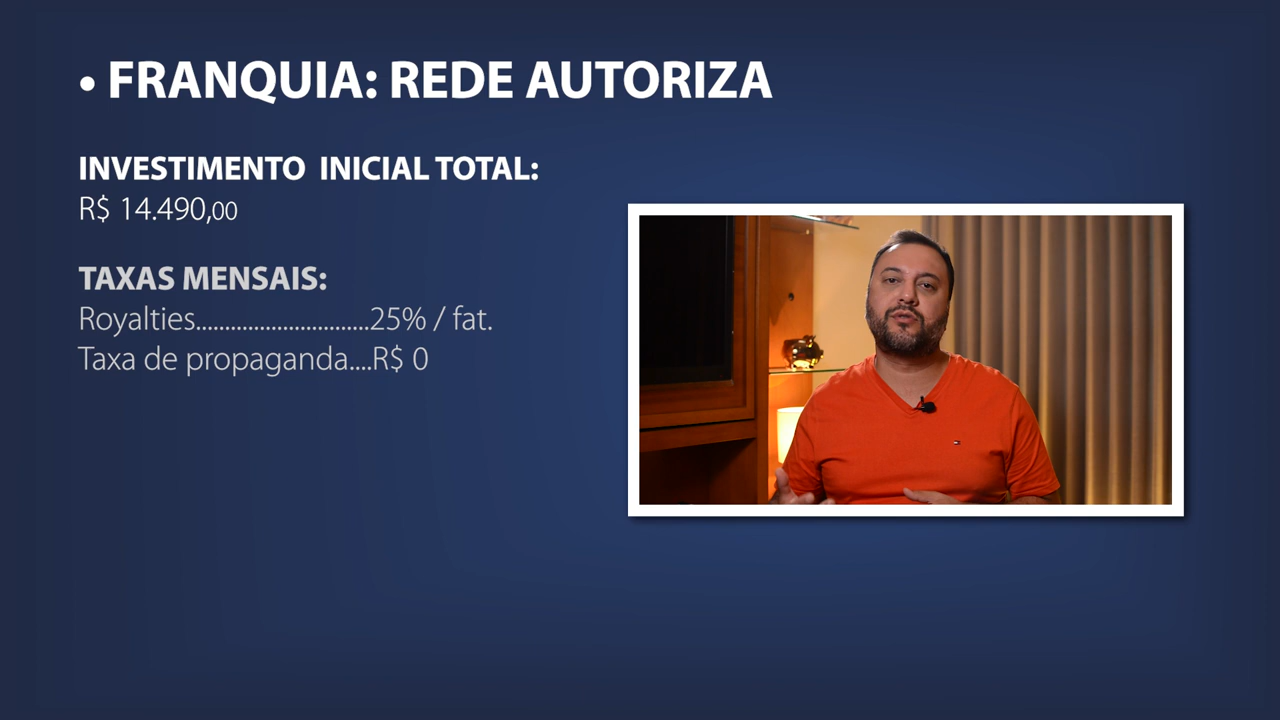 • FRANQUIA: REDE AUTORIZA
INVESTIMENTO INICIAL TOTAL:
R$ 14.490,00
TAXAS MENSAIS:
Royalties..............................25% / fat.
Taxa de propaganda....R$ 0